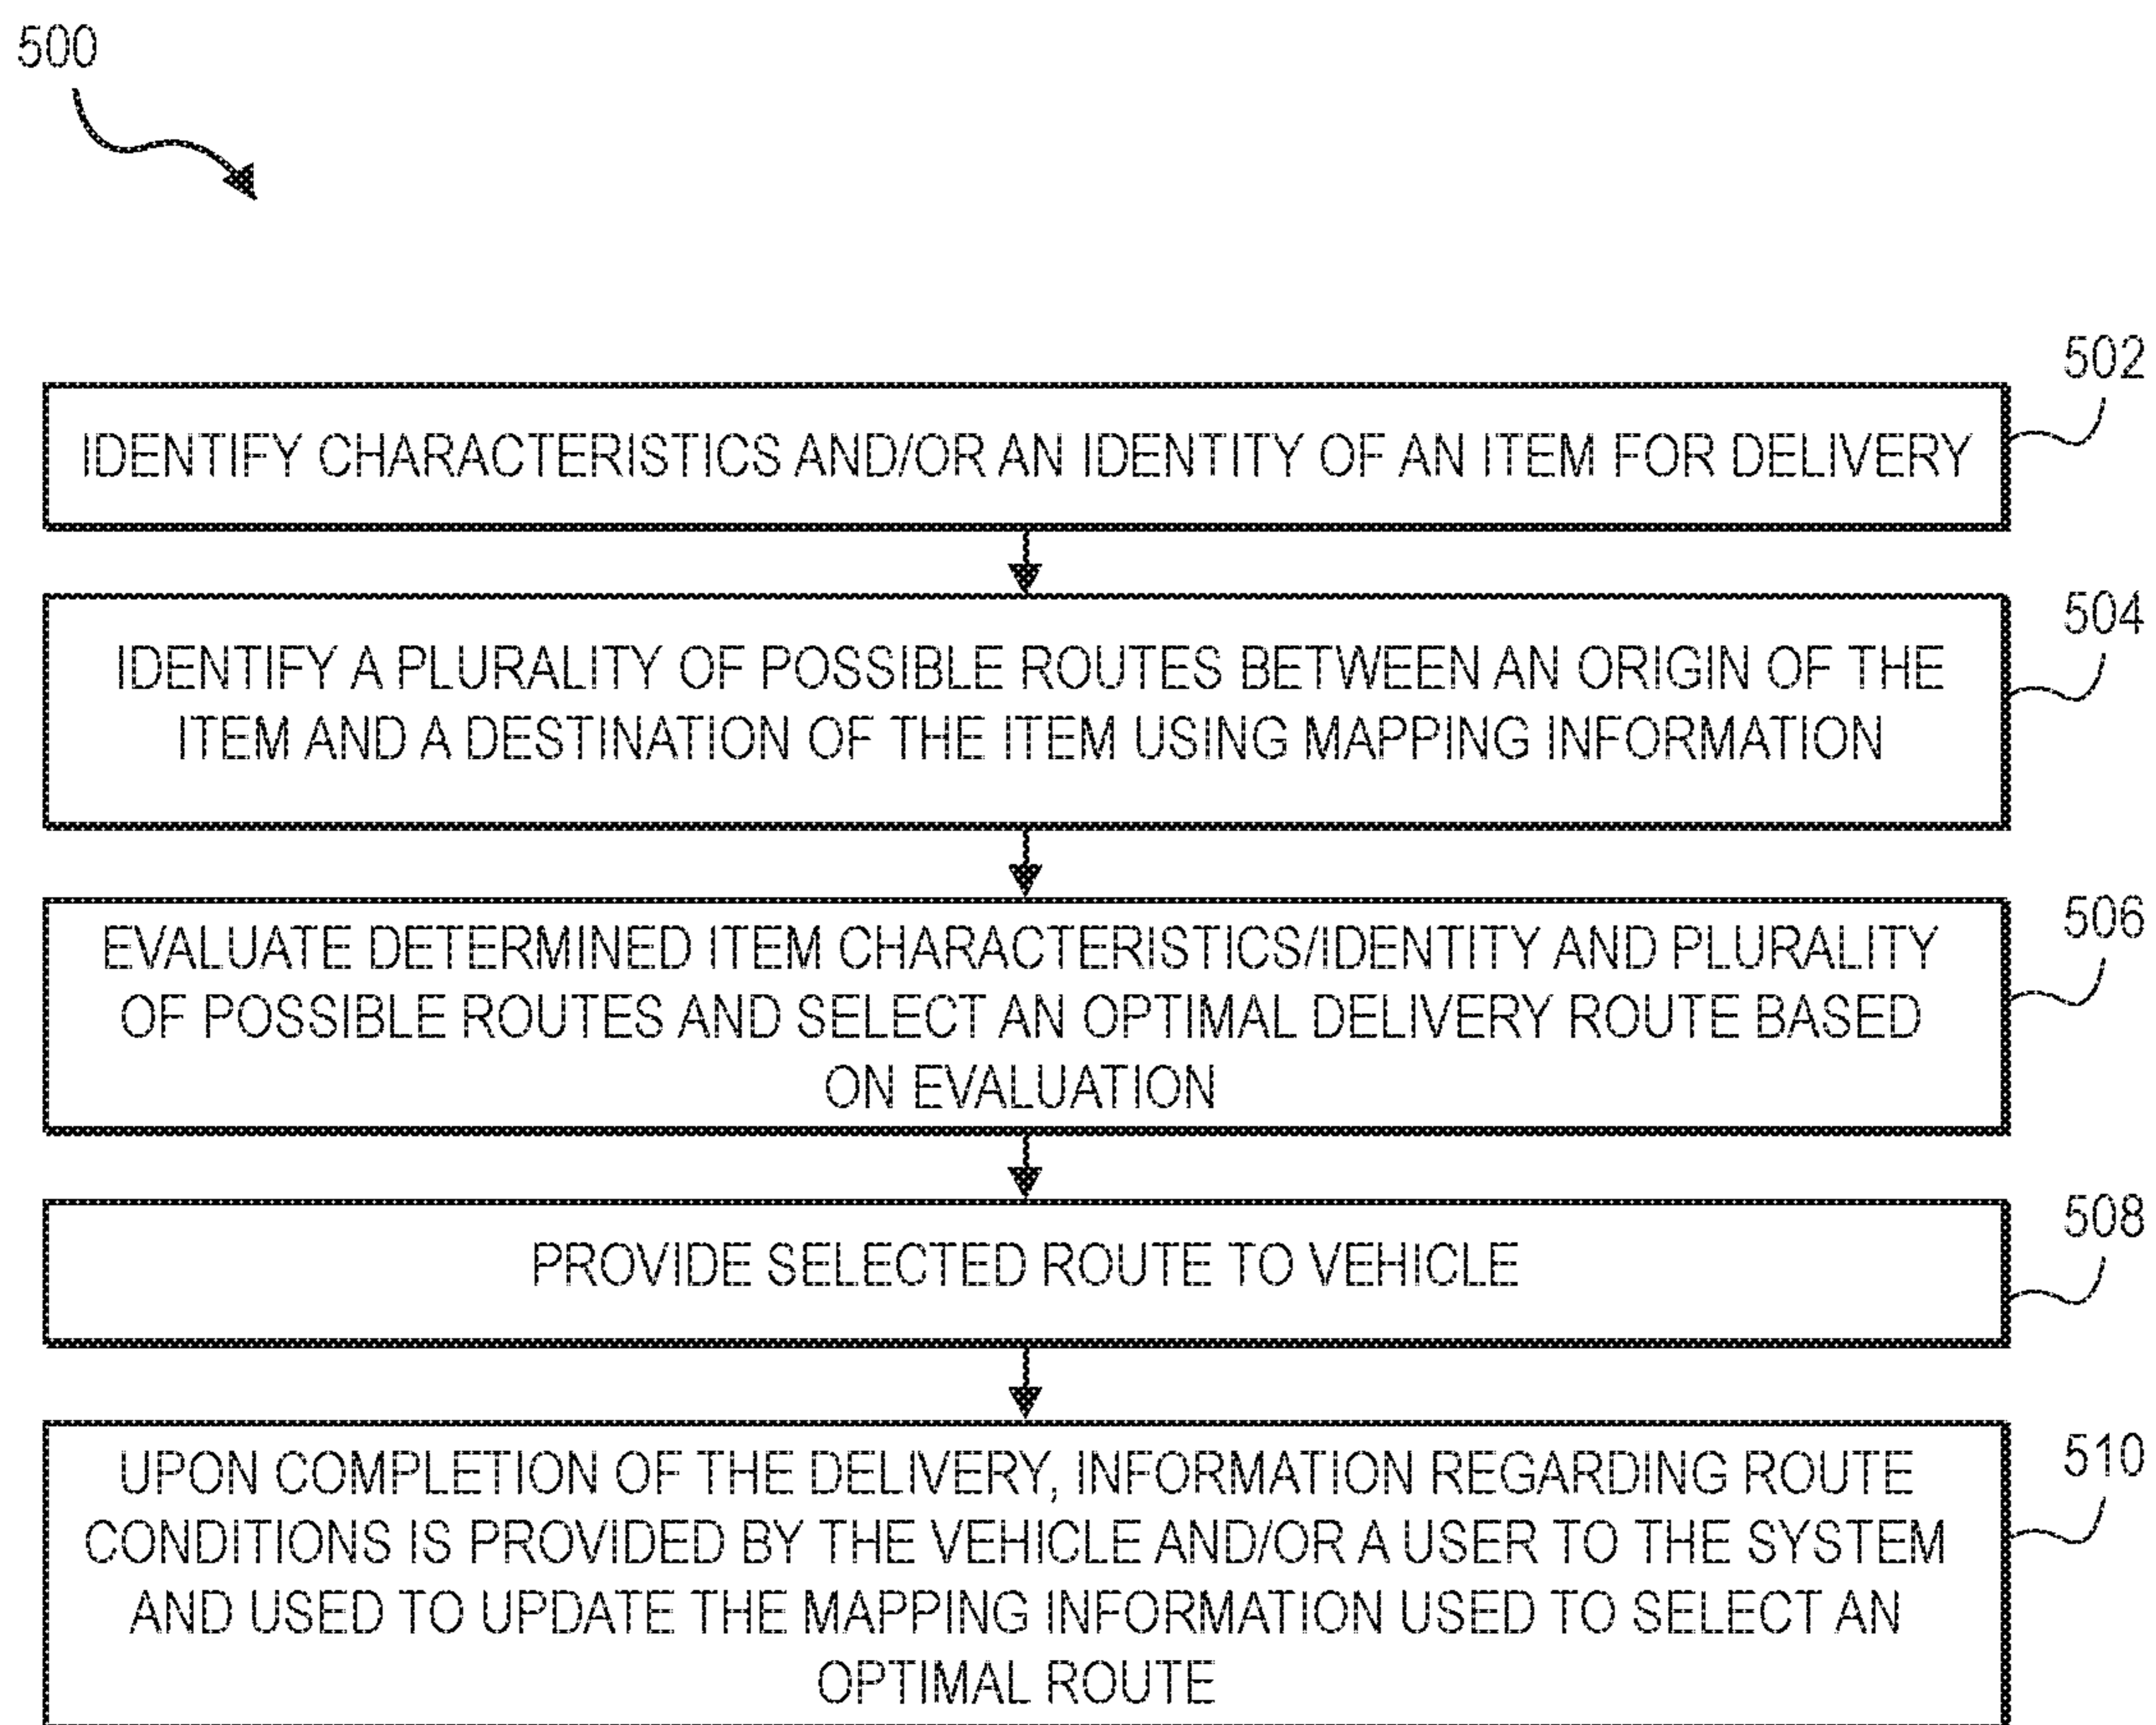 500
502
IDENTIFY CHARACTERISTICS AND/OR AN IDENTITY OF AN ITEM FOR DELIVERY
504
IDENTIFY A PLURALITY OF POSSIBLE ROUTES BETWEEN AN ORIGIN OF THE
ITEM AND A DESTINATION OF THE ITEM USING MAPPING INFORMATION
506
EVALUATE DETERMINED ITEM CHARACTERISTICS/IDENTITY AND PLURALITY
OF POSSIBLE ROUTES AND SELECT AN OPTIMAL DELIVERY ROUTE BASED
ON EVALUATION
508
PROVIDE SELECTED ROUTE TO VEHICLE
510
UPON COMPLETION OF THE DELIVERY, INFORMATION REGARDING ROUTE
CONDITIONS IS PROVIDED BY THE VEHICLE AND/OR A USER TO THE SYSTEM
AND USED TO UPDATE THE MAPPING INFORMATION USED TO SELECT AN
OPTIMAL ROUTE